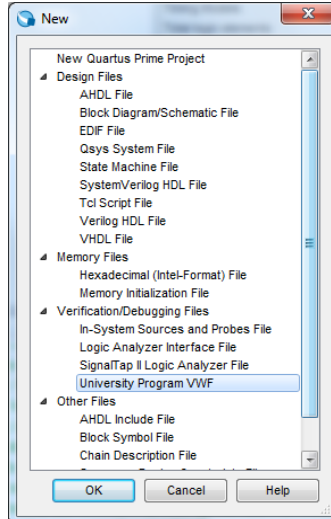 New
New Quartus Prime Project
Design Files
AHDL File
Block Diagram/Schematic File
EDIF File
Qsys System File
State Machine File
SystemVerilog HDL File
Tcl Script File
Verilog HDL File
VHDL File
Memory Files
Hexadecimal (Intel-Format) File
Memory Initialization File
Verification/Debugging Files
In-System Sources and Probes File
Logic Analyzer Interface File
SignalTap II Logic Analyzer File
University Program VWF
Other Files
AHDL Include File
Block Symbol File
Chain Description File
OK Cancel Help